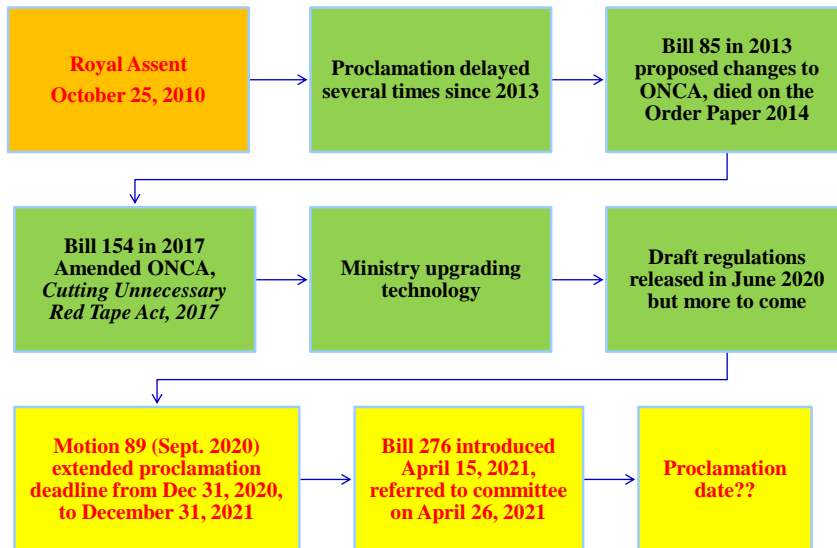 Royal Assent
October 25, 2010
Proclamation delayed
several times since 2013
Bill 85 in 2013
proposed changes to
ONCA, died on the
Order Paper 2014
Bill 154 in 2017
Amended ONCA,
Cutting Unnecessary
Red Tape Act, 2017
Ministry upgrading
technology
Draft regulations
released in June 2020
but more to come
Motion 89 (Sept. 2020)
extended proclamation
deadline from Dec 31, 2020,
to December 31, 2021
Bill 276 introduced
April 15, 2021,
referred to committee
on April 26, 2021
Proclamation
date??